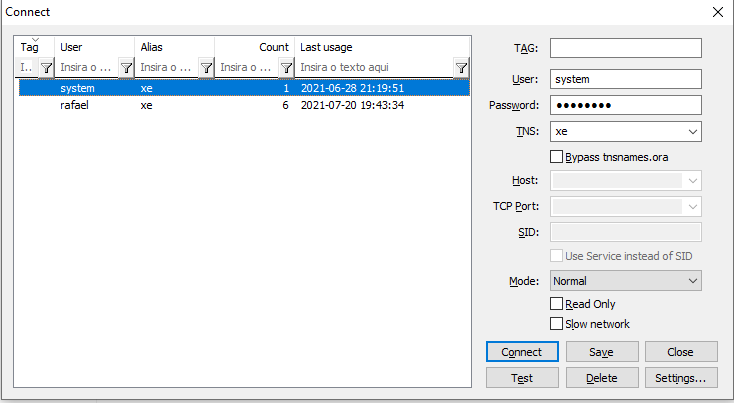 Connect
Tag User Alias Count Last usage
I... Insira o ... Insira o ... Insira o ... Insira o texto aqui
system xe 1 2021-06-28 21:19:51
rafael xe 6 2021-07-20 19:43:34
TAG:
User: system
Password: ●●●●●●●●
TNS: xe
Bypass tnsnames.ora
Host:
TCP Port:
SID:
Use Service instead of SID
Mode: Normal
Read Only
Slow network
Connect Save Close
Test Delete Settings...